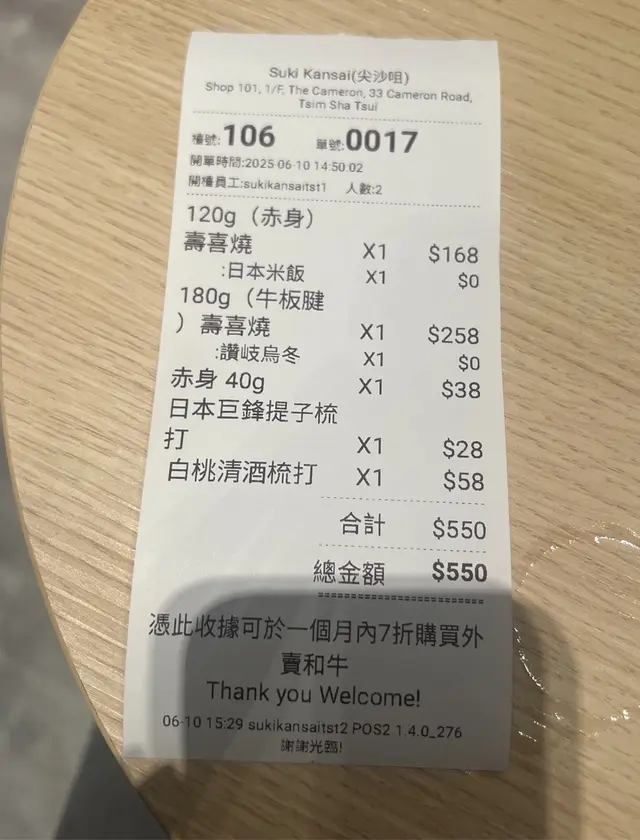 Suki Kansai(尖沙咀)
Shop 101, 1/F, The Cameron, 33 Cameron Road,
Tsim Sha Tsui
檯號:106 單號:0017
開單時間:2025-06-10 14:50:02
開檯員工:sukikansaitst1 人數:2
120g（赤身）
壽喜燒 X1 $168
:日本米飯 X1 $0
180g（牛板腱
）壽喜燒 X1 $258
:讚岐烏冬 X1 $0
赤身 40g X1 $38
日本巨鋒提子梳
打 X1 $28
白桃清酒梳打 X1 $58
合計 $550
總金額 $550
憑此收據可於一個月內7折購買外
賣和牛
Thank you Welcome!
06-10 15:29 sukikansaitst2 POS2 1.4.0_276
謝謝光臨!